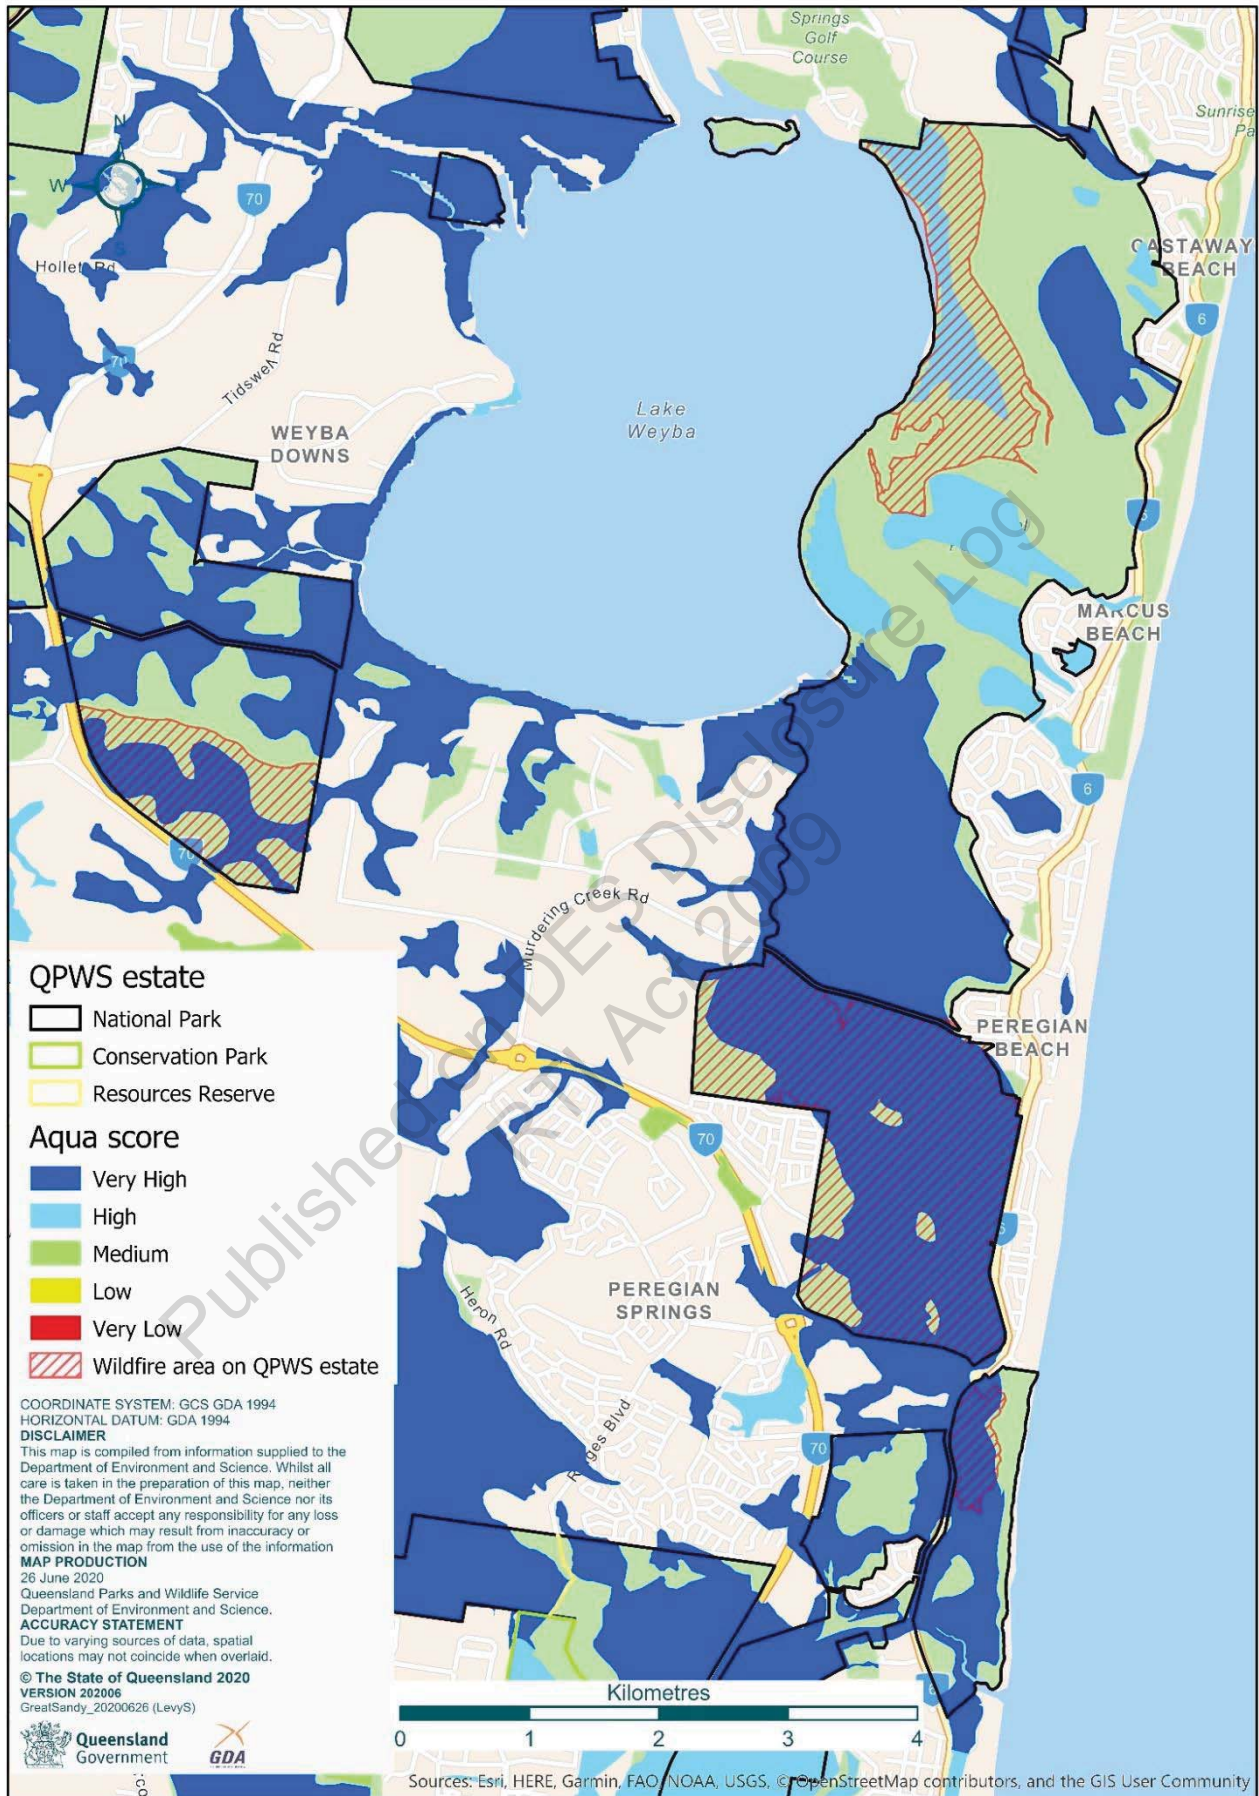 Springs
Golf
Course
Sunrise
Pa
N
W
S
70
Hollet Rd
CASTAWAY
BEACH
6
70
Tidswell Rd
Lake
Weyba
WEYBA
DOWNS
6
MARCUS
BEACH
6
70
Murdering Creek Rd
PEREGIAN
BEACH
70
6
PEREGIAN
SPRINGS
Heron Rd
Ridges Blvd
70
6
Published on DES Disclosure Log
RTI Act 2009
QPWS estate
National Park
Conservation Park
Resources Reserve
Aqua score
Very High
High
Medium
Low
Very Low
Wildfire area on QPWS estate
COORDINATE SYSTEM: GCS GDA 1994
HORIZONTAL DATUM: GDA 1994
DISCLAIMER
This map is compiled from information supplied to the
Department of Environment and Science. Whilst all
care is taken in the preparation of this map, neither
the Department of Environment and Science nor its
officers or staff accept any responsibility for any loss
or damage which may result from inaccuracy or
omission in the map from the use of the information
MAP PRODUCTION
26 June 2020
Queensland Parks and Wildlife Service
Department of Environment and Science.
ACCURACY STATEMENT
Due to varying sources of data, spatial
locations may not coincide when overlaid.
© The State of Queensland 2020
VERSION 202006
GreatSandy_20200626 (LevyS)
Queensland
Government
GDA
Kilometres
0 1 2 3 4
Sources: Esri, HERE, Garmin, FAO, NOAA, USGS, © OpenStreetMap contributors, and the GIS User Community